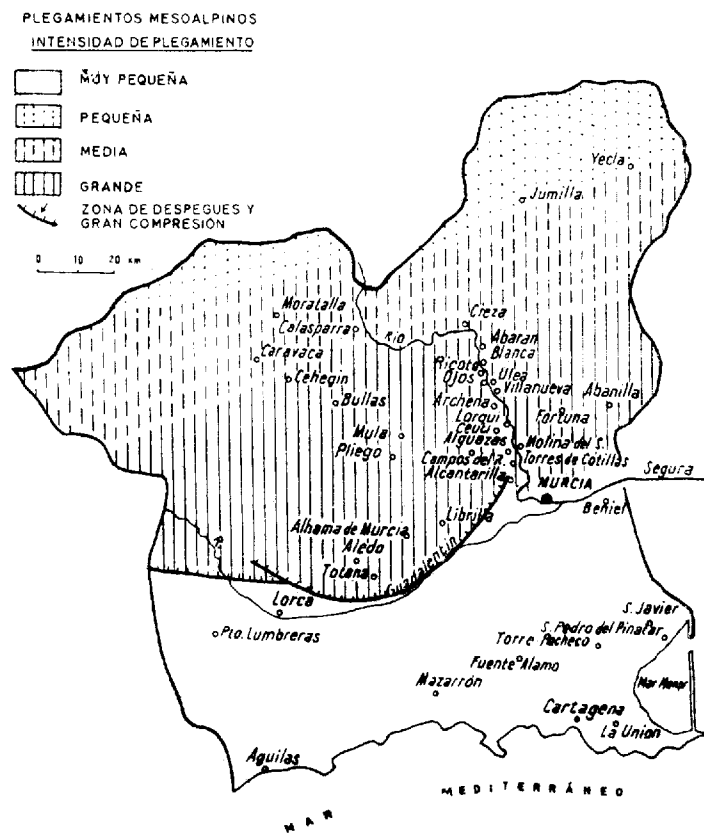 PLEGAMIENTOS MESOALPINOS
INTENSIDAD DE PLEGAMIENTO
MUY PEQUEÑA
PEQUEÑA
MEDIA
GRANDE
ZONA DE DESPEGUES Y
GRAN COMPRESIÓN
0 10 20 KM
Yecla
Jumilla
Moratalla
Calasparra
Rio
Cieza
Abaran
Blanca
Caravaca
Ricote
Ojos
Ulea
Villanueva
Cehegin
Abanilla
Bullas
Archena
Fortuna
Lorqui
Ceuti
Mula
Alguazas
Molina del S.
Pliego
Campos del R.
Torres de Cotillas
Alcantarilla
Segura
MURCIA
Beniel
Librilla
Alhama de Murcia
Aledo
Totana
Guadalentin
Lorca
S. Javier
Pto. Lumbreras
S. Pedro del Pinatar
Torre
Pacheco
Fuente Alamo
Mar Menor
Mazarrón
Cartagena
La Union
Aguilas
MAR MEDITERRÁNEO